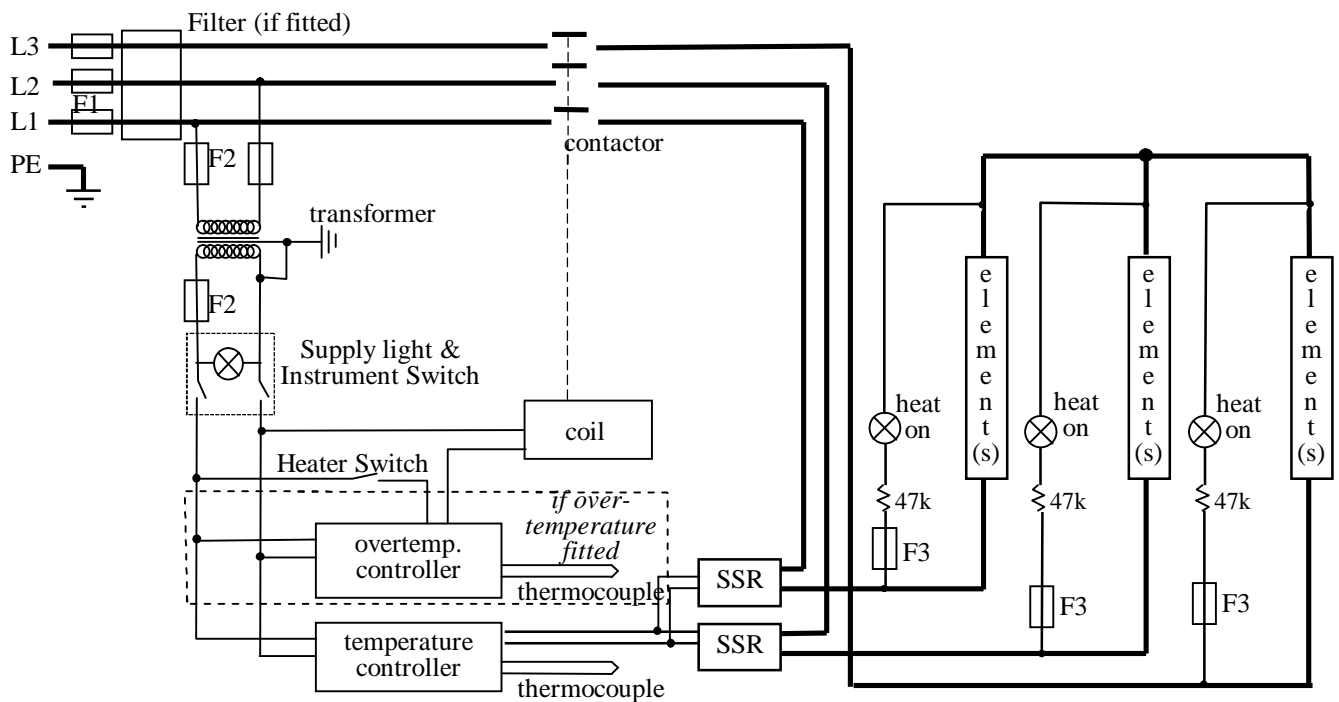 Filter (if fitted)
L3
L2
F1
L1
contactor
PE
F2
transformer
F2
Supply light &
Instrument Switch
coil
Heater Switch
if over-
temperature
fitted
overtemp.
controller
thermocouple
temperature
controller
thermocouple
SSR
SSR
heat
on
47k
F3
element(s)
heat
on
47k
F3
element(s)
heat
on
47k
F3
element(s)